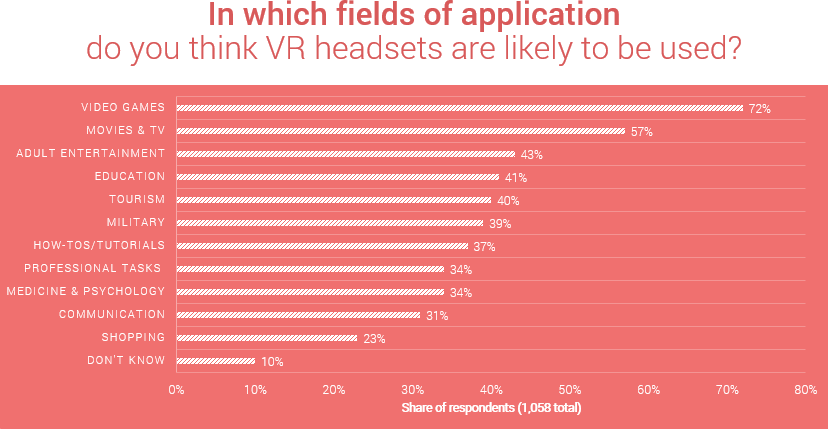 In which fields of application
do you think VR headsets are likely to be used?
VIDEO GAMES 72%
MOVIES & TV 57%
ADULT ENTERTAINMENT 43%
EDUCATION 41%
TOURISM 40%
MILITARY 39%
HOW-TOS/TUTORIALS 37%
PROFESSIONAL TASKS 34%
MEDICINE & PSYCHOLOGY 34%
COMMUNICATION 31%
SHOPPING 23%
DON'T KNOW 10%
0% 10% 20% 30% 40% 50% 60% 70% 80%
Share of respondents (1,058 total)